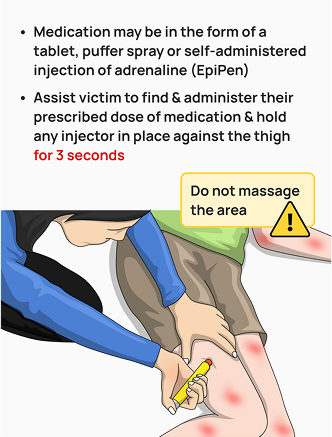 • Medication may be in the form of a
tablet, puffer spray or self-administered
injection of adrenaline (EpiPen)
• Assist victim to find & administer their
prescribed dose of medication & hold
any injector in place against the thigh
for 3 seconds
Do not massage
the area
!